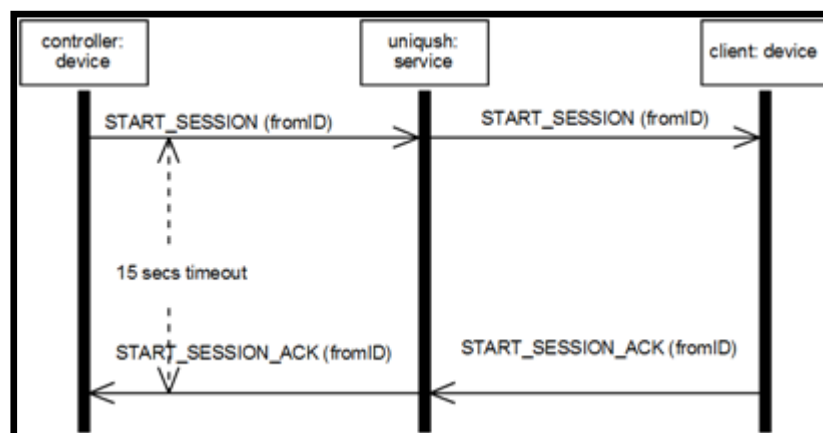 controller:
device
uniqush:
service
client: device
START_SESSION (fromID)
START_SESSION (fromID)
15 secs timeout
START_SESSION_ACK (fromID)
START_SESSION_ACK (fromID)